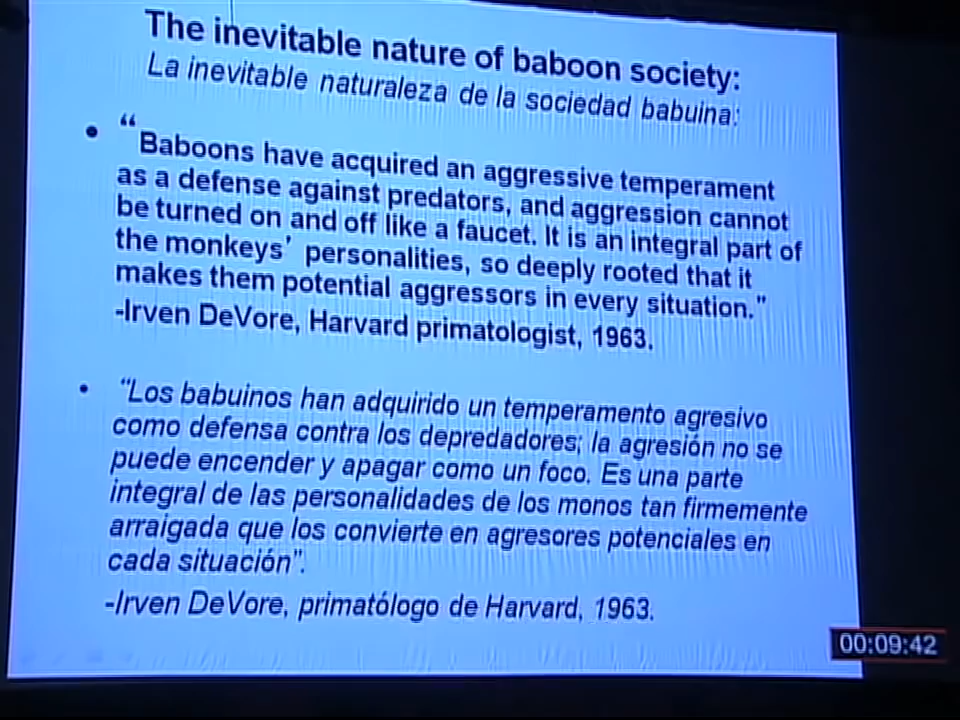 The inevitable nature of baboon society:
La inevitable naturaleza de la sociedad babuina:
• “Baboons have acquired an aggressive temperament
as a defense against predators, and aggression cannot
be turned on and off like a faucet. It is an integral part of
the monkeys’ personalities, so deeply rooted that it
makes them potential aggressors in every situation."
-Irven DeVore, Harvard primatologist, 1963.
• “Los babuinos han adquirido un temperamento agresivo
como defensa contra los depredadores; la agresión no se
puede encender y apagar como un foco. Es una parte
integral de las personalidades de los monos tan firmemente
arraigada que los convierte en agresores potenciales en
cada situación”.
-Irven DeVore, primatólogo de Harvard, 1963.
00:09:42